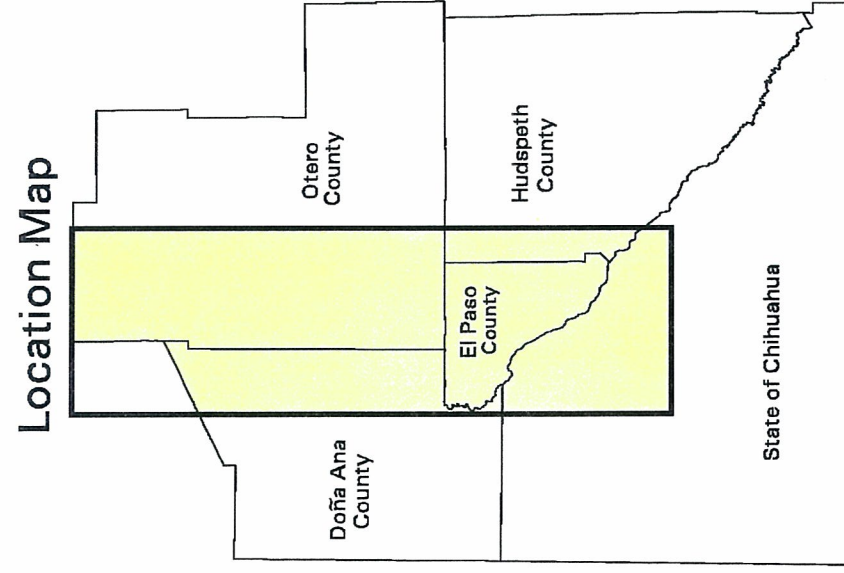 Location Map
Otero
County
Hudspeth
County
El Paso
County
Doña Ana
County
State of Chihuahua